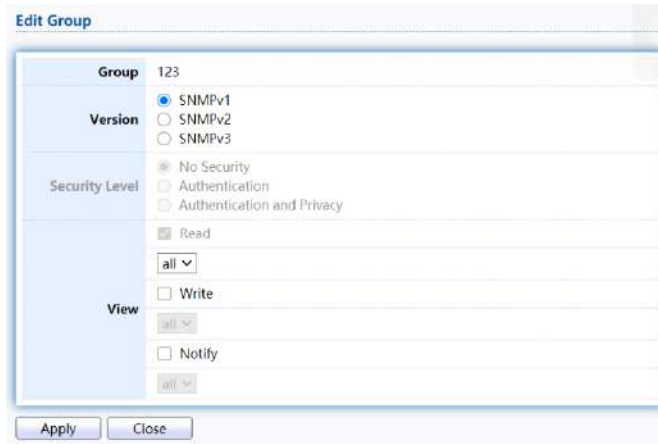 Edit Group
Group 123
Version
SNMPv1
SNMPv2
SNMPv3
Security Level
No Security
Authentication
Authentication and Privacy
View
Read
all
Write
all
Notify
all
Apply Close